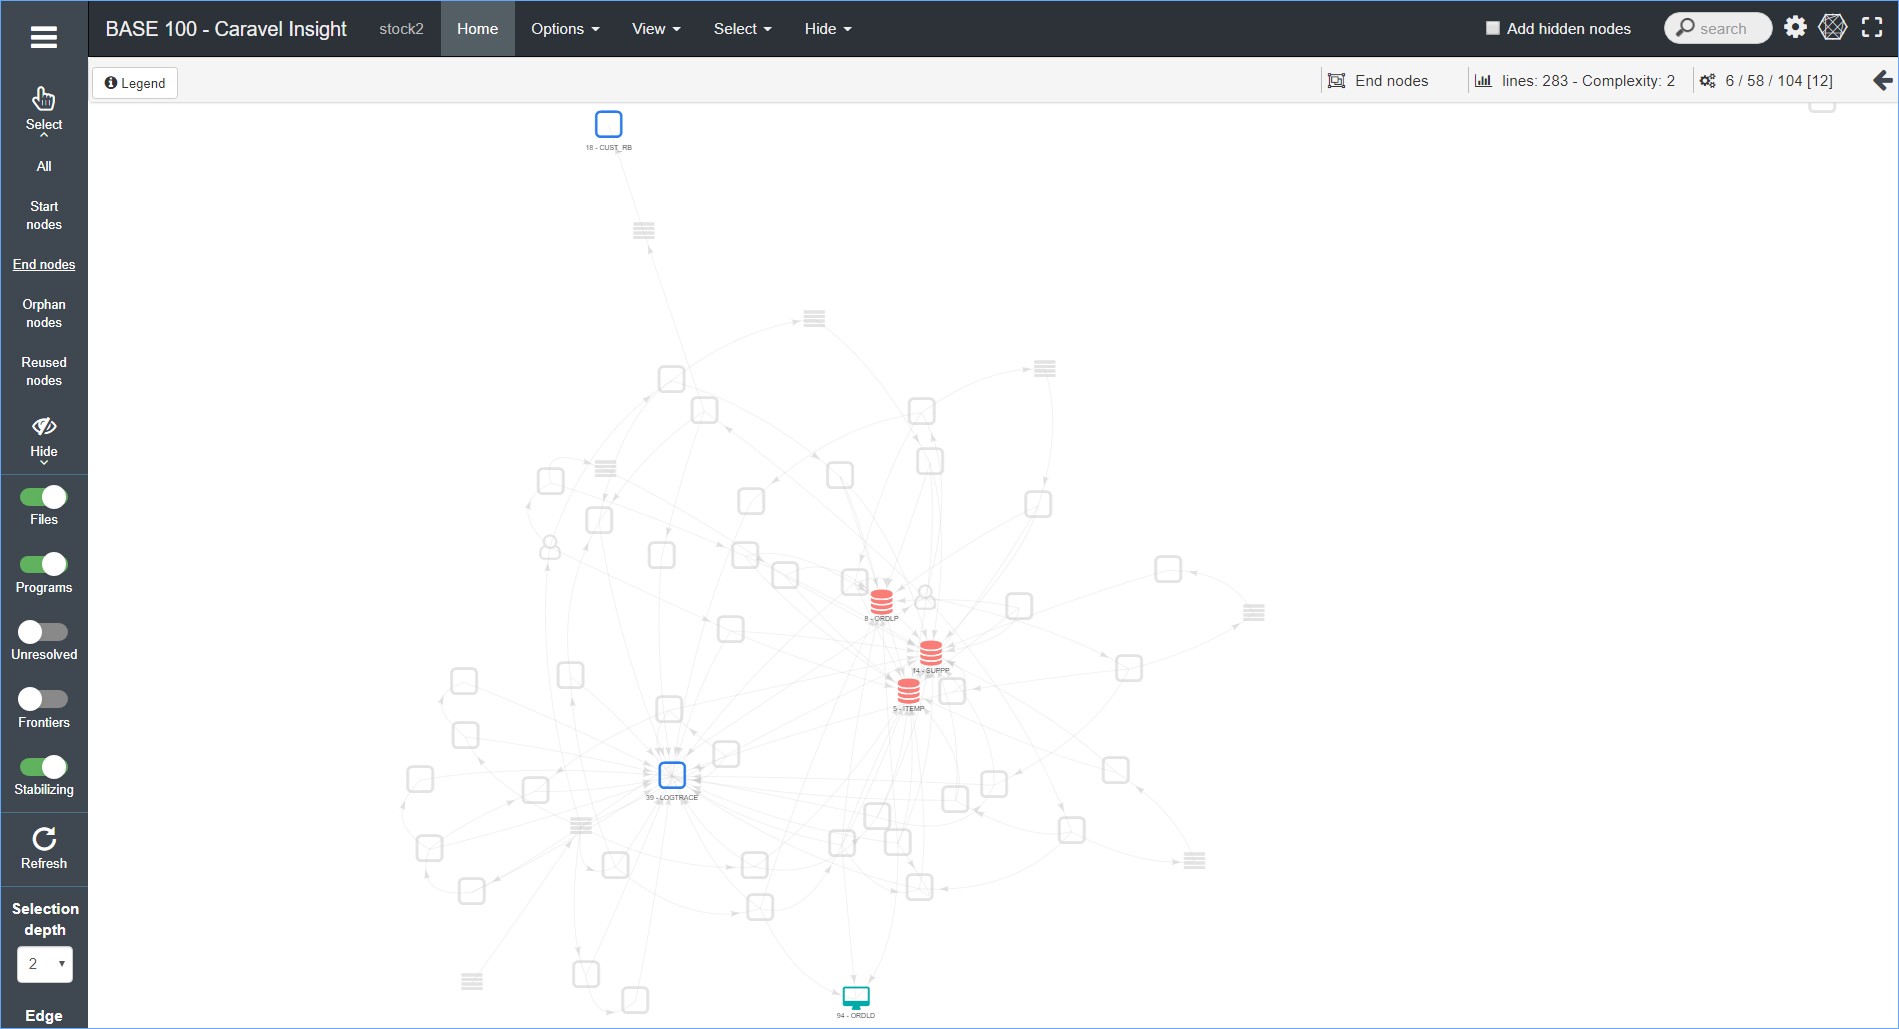 BASE 100 - Caravel Insight
stock2
Home
Options
View
Select
Hide
Add hidden nodes
search
Legend
End nodes
lines: 283 - Complexity: 2
6 / 58 / 104 [12]
Select
All
Start
nodes
End nodes
Orphan
nodes
Reused
nodes
Hide
Files
Programs
Unresolved
Frontiers
Stabilizing
Refresh
Selection
depth
2
Edge
18 - CUST_RB
8 - ORDLP
14 - SUPPP
5 - ITEMP
39 - LOGTRACE
94 - ORDLD